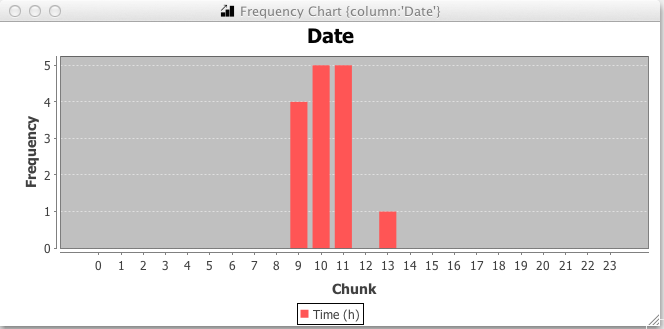 Frequency Chart {column:'Date'}
Date
Frequency
5
4
3
2
1
0
0 1 2 3 4 5 6 7 8 9 10 11 12 13 14 15 16 17 18 19 20 21 22 23
Chunk
Time (h)